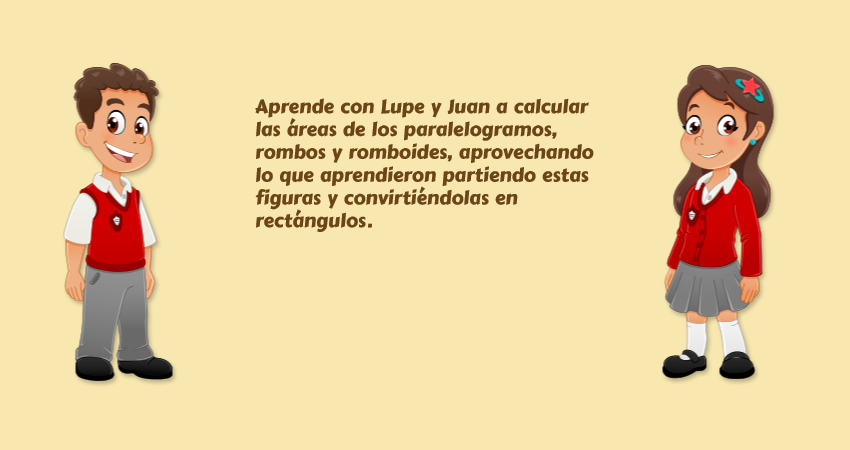 Aprende con Lupe y Juan a calcular
las áreas de los paralelogramos,
rombos y romboides, aprovechando
lo que aprendieron partiendo estas
figuras y convirtiéndolas en
rectángulos.